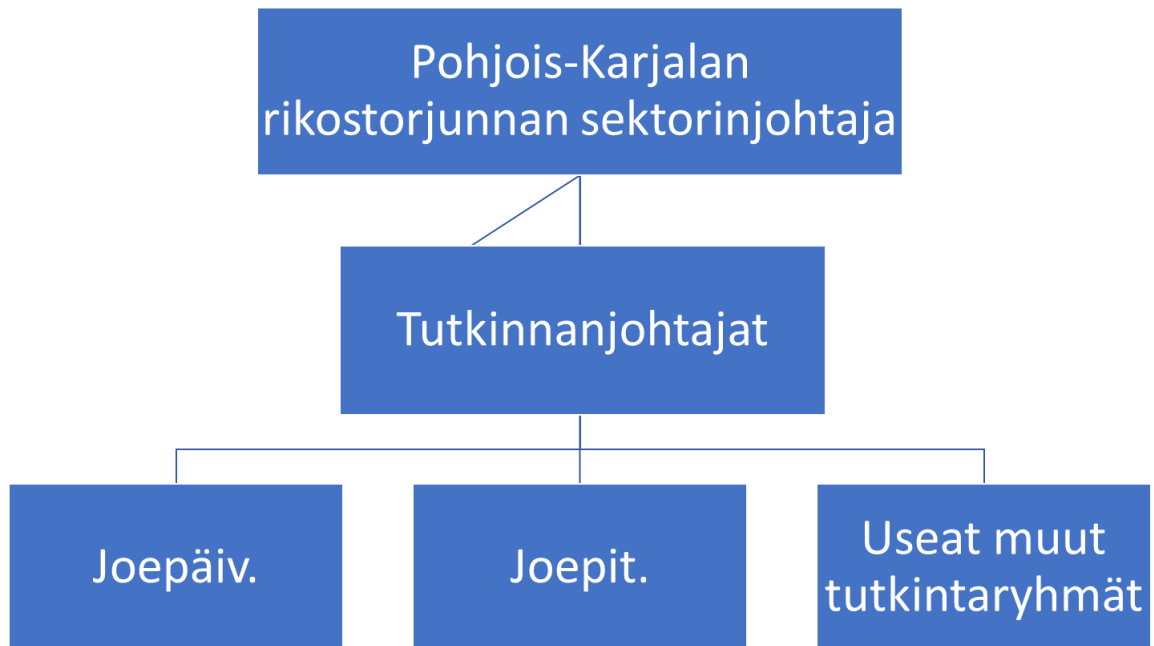 Pohjois-Karjalan
rikostorjunnan sektorinjohtaja
Tutkinnanjohtajat
Joepäiv.
Joepit.
Useat muut
tutkintaryhmät